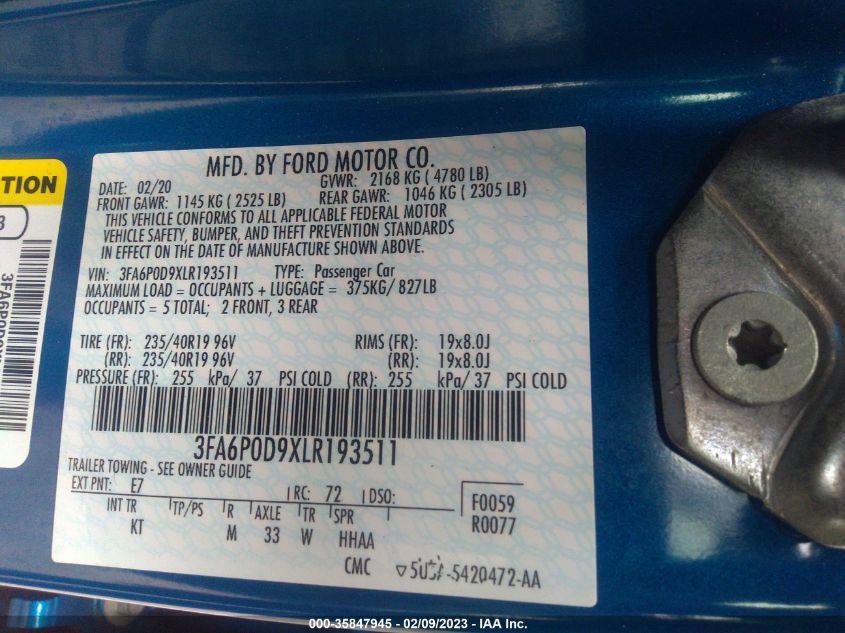 MFD. BY FORD MOTOR CO.
DATE: 02/20 GVWR: 2168 KG ( 4780 LB)
FRONT GAWR: 1145 KG ( 2525 LB) REAR GAWR: 1046 KG ( 2305 LB)
THIS VEHICLE CONFORMS TO ALL APPLICABLE FEDERAL MOTOR
VEHICLE SAFETY, BUMPER, AND THEFT PREVENTION STANDARDS
IN EFFECT ON THE DATE OF MANUFACTURE SHOWN ABOVE.
VIN: 3FA6P0D9XLR193511 TYPE: Passenger Car
MAXIMUM LOAD = OCCUPANTS + LUGGAGE = 375KG/ 827LB
OCCUPANTS = 5 TOTAL; 2 FRONT, 3 REAR
TIRE (FR): 235/40R19 96V RIMS (FR): 19x8.0J
(RR): 235/40R19 96V (RR): 19x8.0J
PRESSURE (FR): 255 kPa/ 37 PSI COLD (RR): 255 kPa/ 37 PSI COLD
3FA6P0D9XLR193511
TRAILER TOWING - SEE OWNER GUIDE
EXT PNT: E7 RC: 72 DSO: F0059
INT TR TP/PS R AXLE TR SPR R0077
KT M 33 W HHAA
CMC 5U5A-5420472-AA
000-35847945 - 02/09/2023 - IAA Inc.